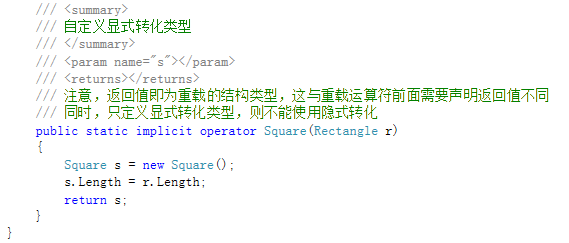 /// <summary>
/// 自定义显式转化类型
/// </summary>
/// <param name="s"></param>
/// <returns></returns>
/// 注意，返回值即为重载的结构类型，这与重载运算符前面需要声明返回值不同
/// 同时，只定义显式转化类型，则不能使用隐式转化
public static implicit operator Square(Rectangle r)
{
Square s = new Square();
s.Length = r.Length;
return s;
}
}